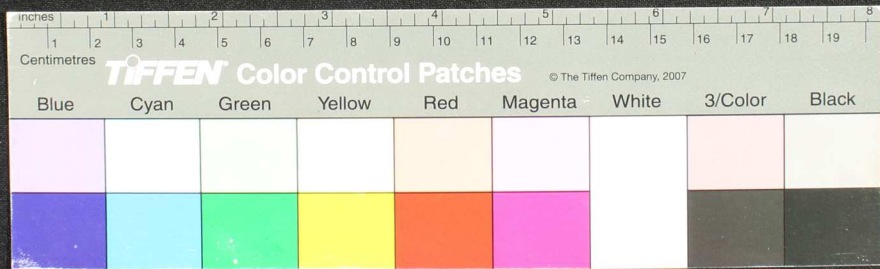 inches 1 2 3 4 5 6 7 8
1 2 3 4 5 6 7 8 9 10 11 12 13 14 15 16 17 18 19
Centimetres
TIFFEN® Color Control Patches © The Tiffen Company, 2007
Blue Cyan Green Yellow Red Magenta White 3/Color Black